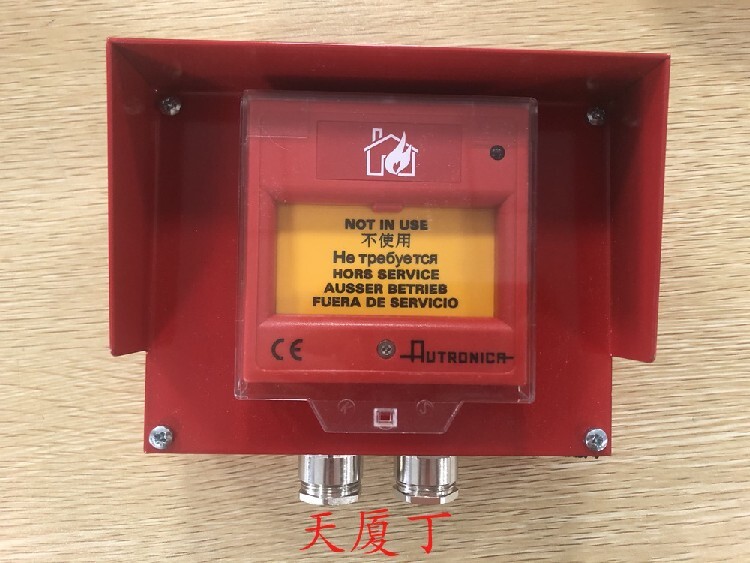 NOT IN USE
不使用
Не требуется
HORS SERVICE
AUSSER BETRIEB
FUERA DE SERVICIO
CE
AUTRONICA
天厦丁